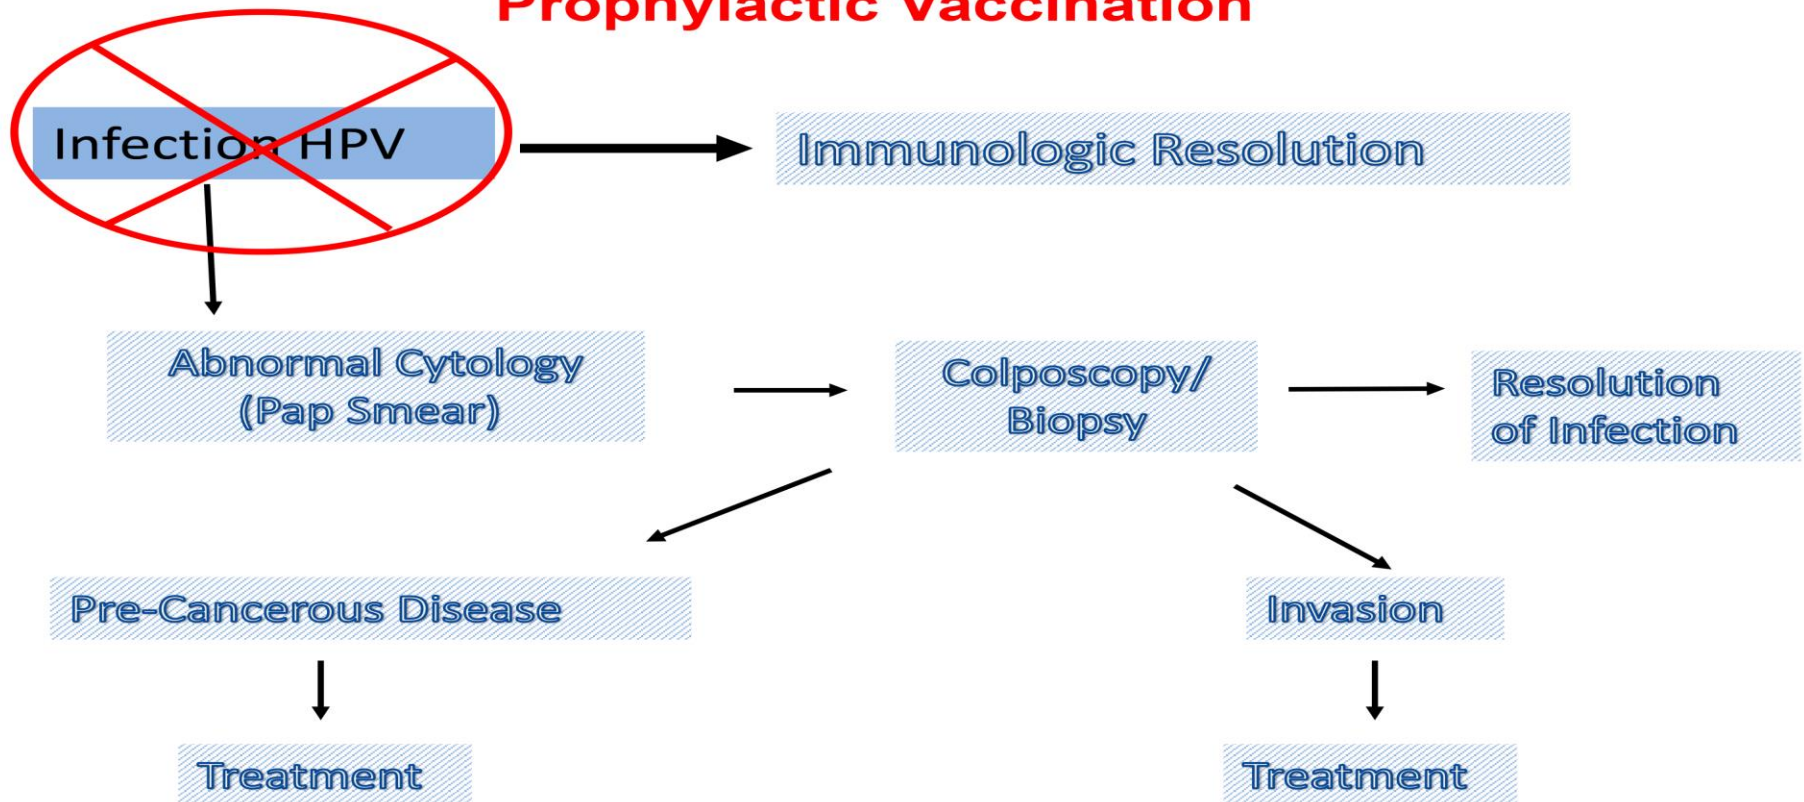 Prophylactic Vaccination
Infection HPV
Immunologic Resolution
Abnormal Cytology
(Pap Smear)
Colposcopy/
Biopsy
Resolution
of Infection
Pre-Cancerous Disease
Invasion
Treatment
Treatment